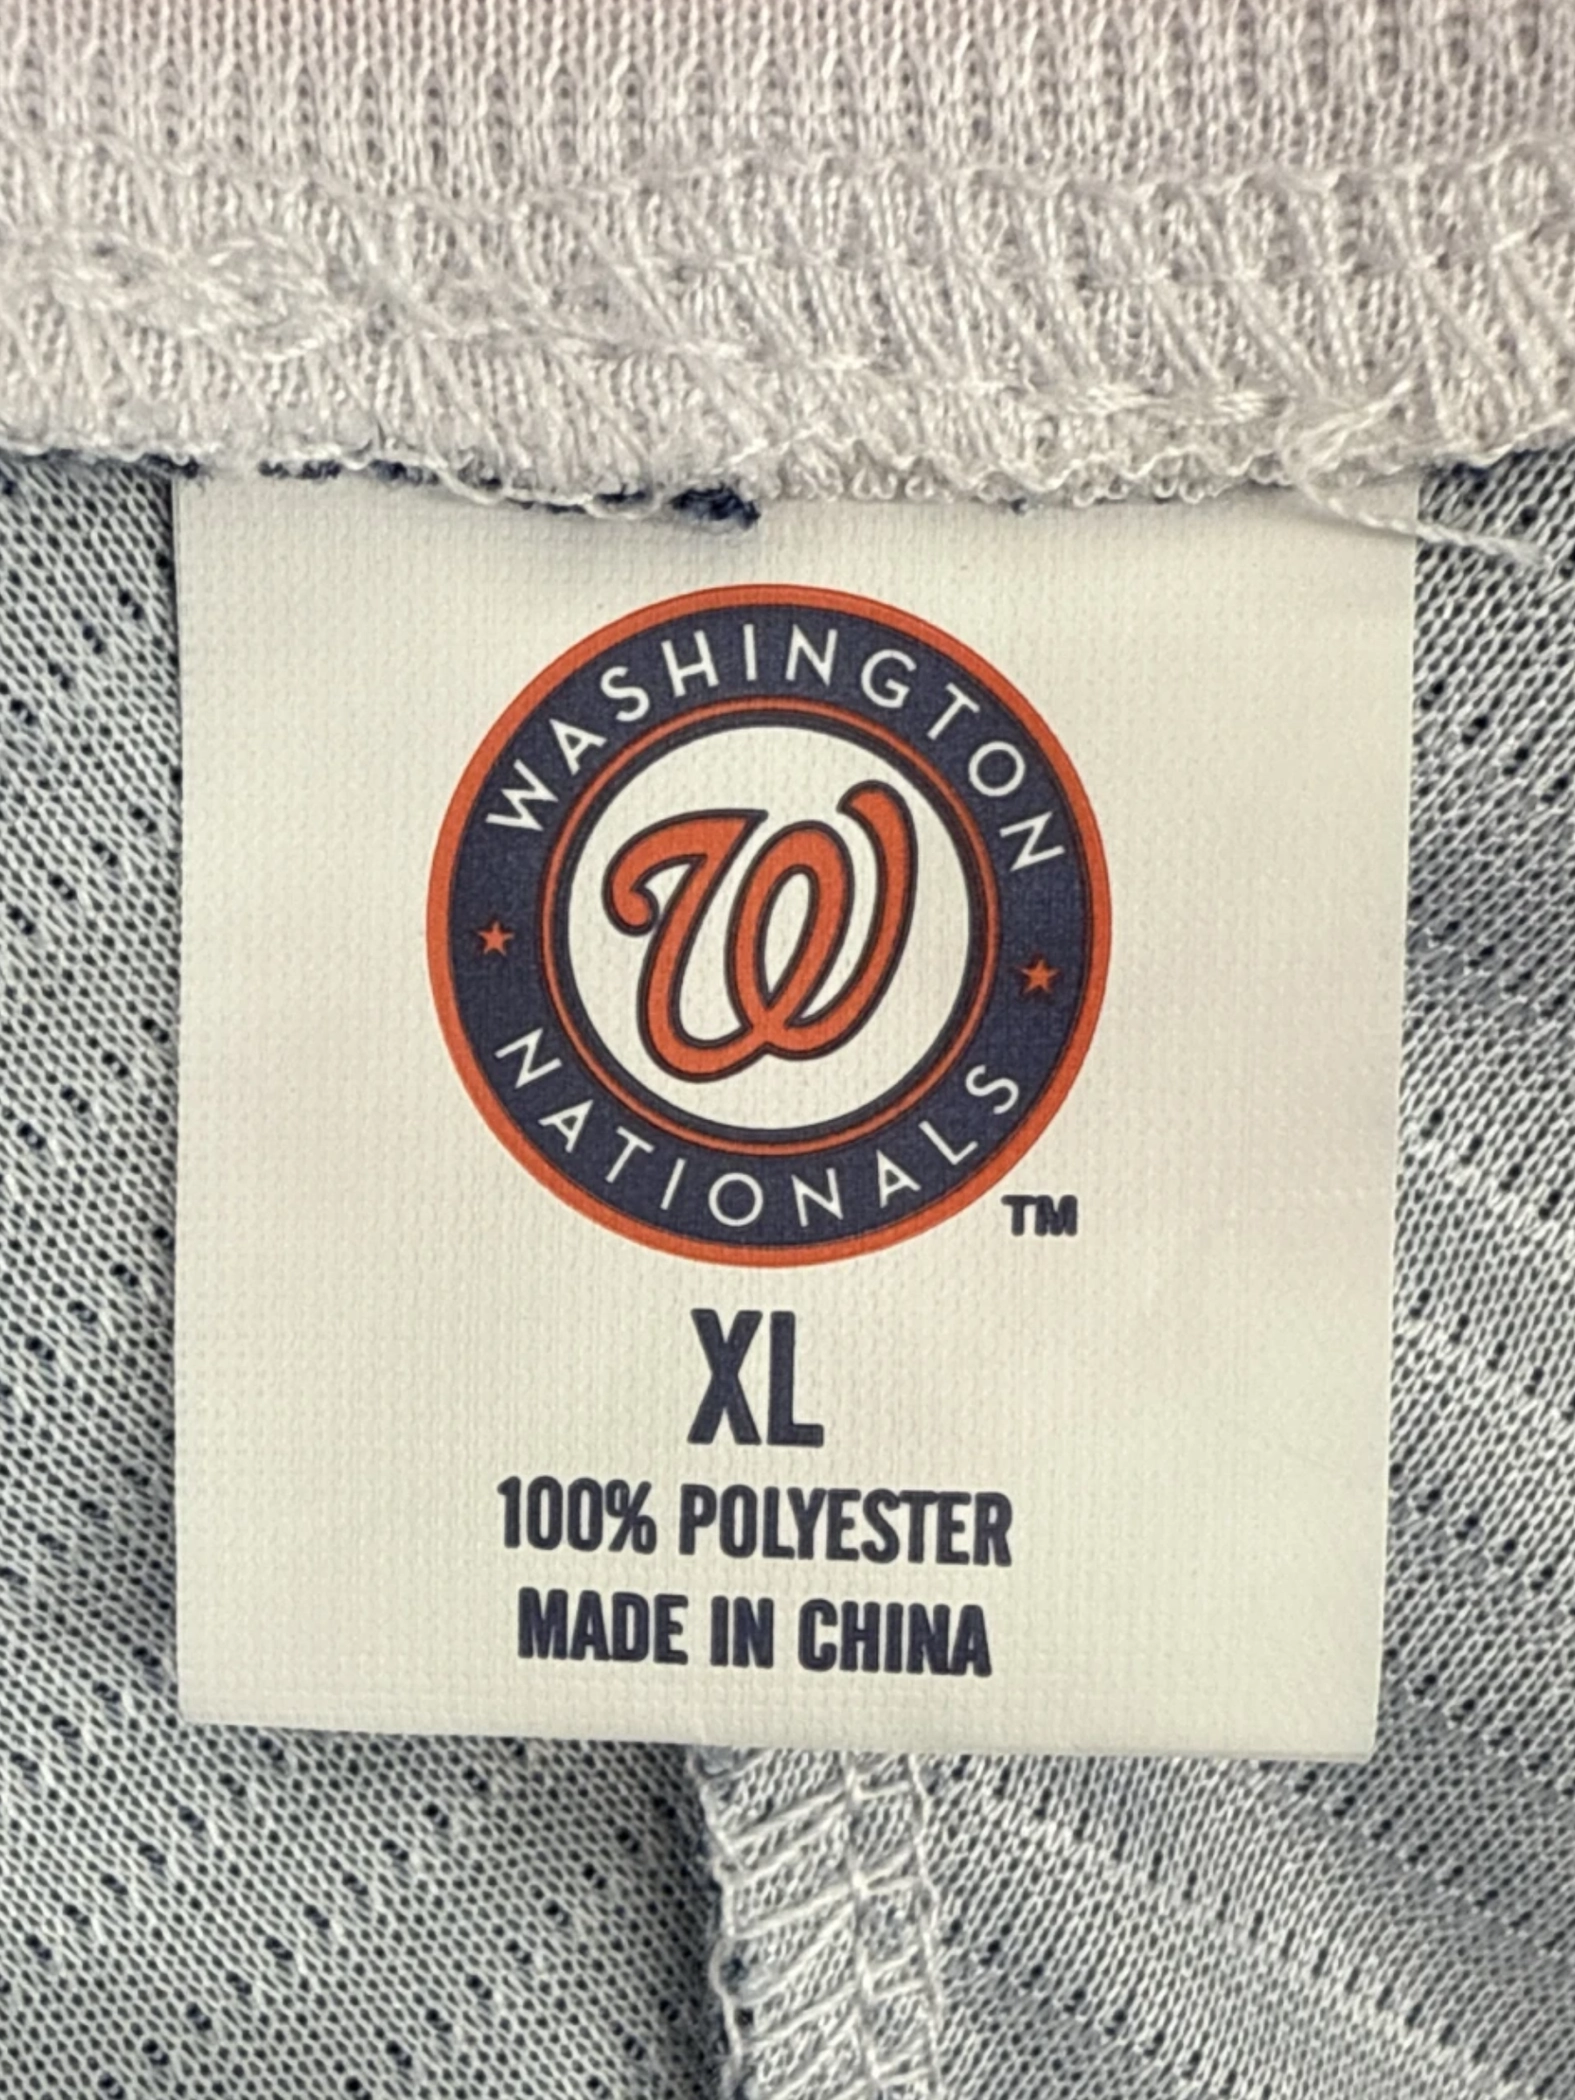 WASHINGTON
W
NATIONALS
TM
XL
100% POLYESTER
MADE IN CHINA